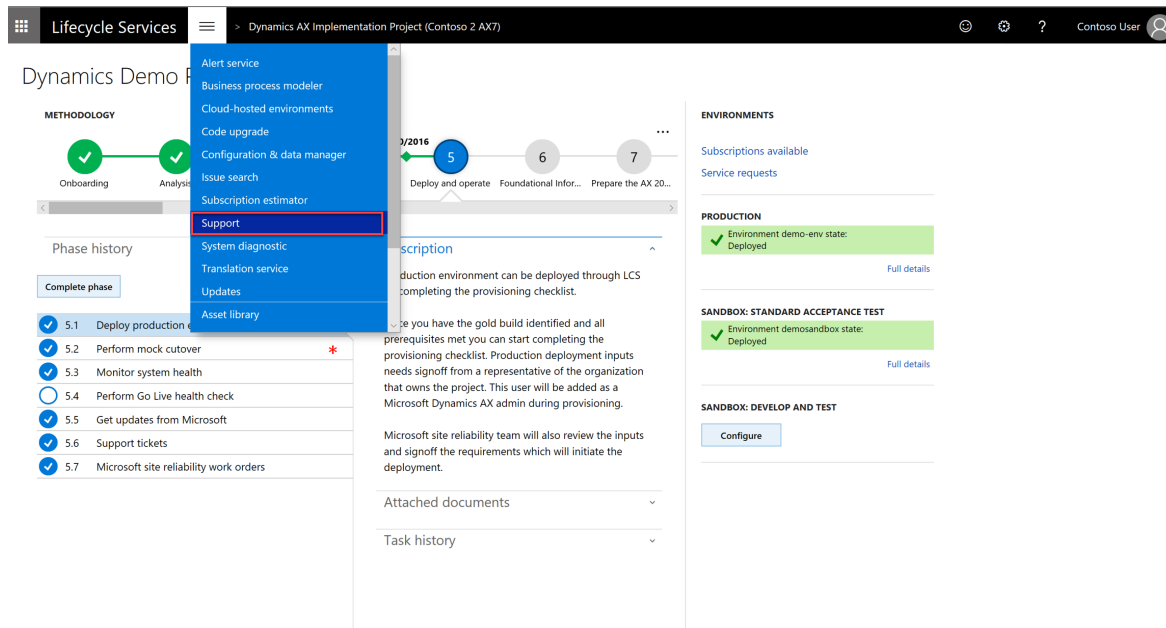 Lifecycle Services
> Dynamics AX Implementation Project (Contoso 2 AX7)
?
Contoso User
Dynamics Demo
Alert service
Business process modeler
Cloud-hosted environments
Code upgrade
Configuration & data manager
Issue search
Subscription estimator
Support
System diagnostic
Translation service
Updates
Asset library
METHODOLOGY
0/2016
...
5
6
7
Onboarding
Analysis
Deploy and operate
Foundational Infor...
Prepare the AX 20...
Phase history
Complete phase
5.1 Deploy production e
5.2 Perform mock cutover *
5.3 Monitor system health
5.4 Perform Go Live health check
5.5 Get updates from Microsoft
5.6 Support tickets
5.7 Microsoft site reliability work orders
scription
duction environment can be deployed through LCS
completing the provisioning checklist.
ce you have the gold build identified and all
prerequisites met you can start completing the
provisioning checklist. Production deployment inputs
needs signoff from a representative of the organization
that owns the project. This user will be added as a
Microsoft Dynamics AX admin during provisioning.
Microsoft site reliability team will also review the inputs
and signoff the requirements which will initiate the
deployment.
Attached documents
Task history
ENVIRONMENTS
Subscriptions available
Service requests
PRODUCTION
Environment demo-env state:
Deployed
Full details
SANDBOX: STANDARD ACCEPTANCE TEST
Environment demosandbox state:
Deployed
Full details
SANDBOX: DEVELOP AND TEST
Configure